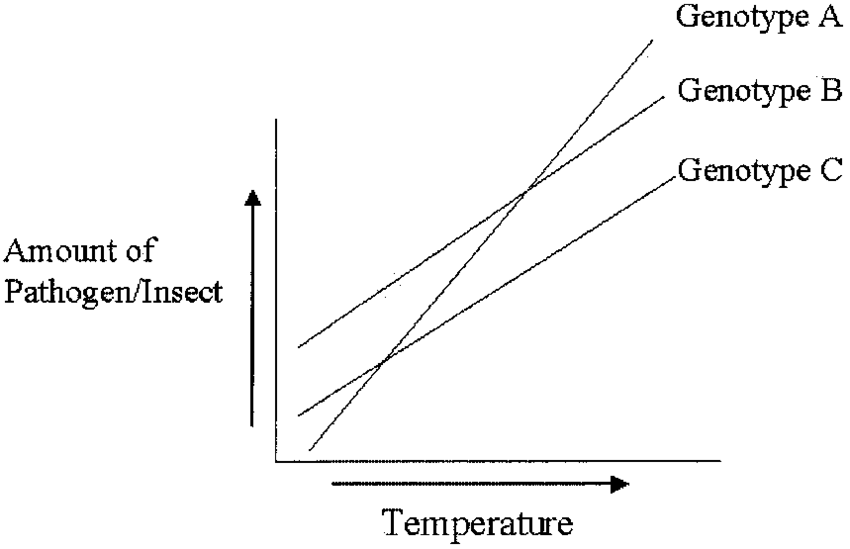 Genotype A
Genotype B
Genotype C
Amount of
Pathogen/Insect
Temperature